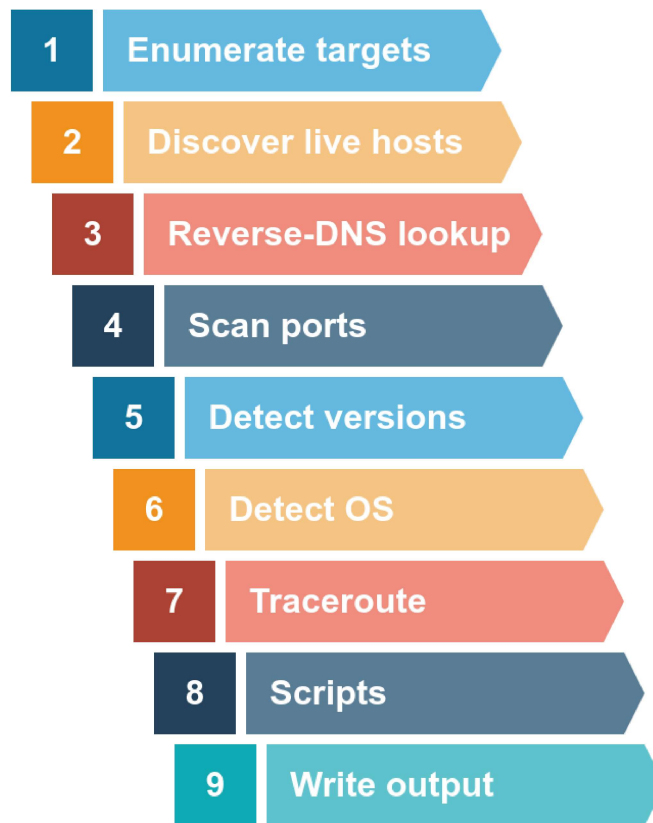 1 Enumerate targets
2 Discover live hosts
3 Reverse-DNS lookup
4 Scan ports
5 Detect versions
6 Detect OS
7 Traceroute
8 Scripts
9 Write output